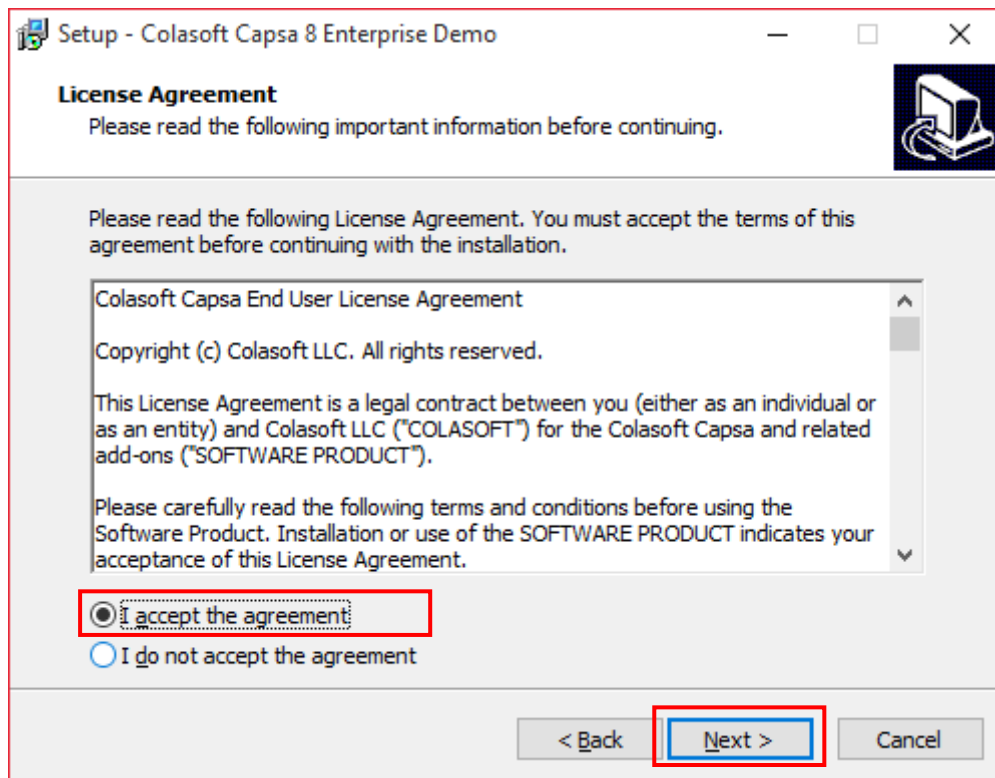 Setup - Colasoft Capsa 8 Enterprise Demo
License Agreement
Please read the following important information before continuing.
Please read the following License Agreement. You must accept the terms of this
agreement before continuing with the installation.
Colasoft Capsa End User License Agreement
Copyright (c) Colasoft LLC. All rights reserved.
This License Agreement is a legal contract between you (either as an individual or
as an entity) and Colasoft LLC ("COLASOFT") for the Colasoft Capsa and related
add-ons ("SOFTWARE PRODUCT").
Please carefully read the following terms and conditions before using the
Software Product. Installation or use of the SOFTWARE PRODUCT indicates your
acceptance of this License Agreement.
I accept the agreement
I do not accept the agreement
< Back Next > Cancel